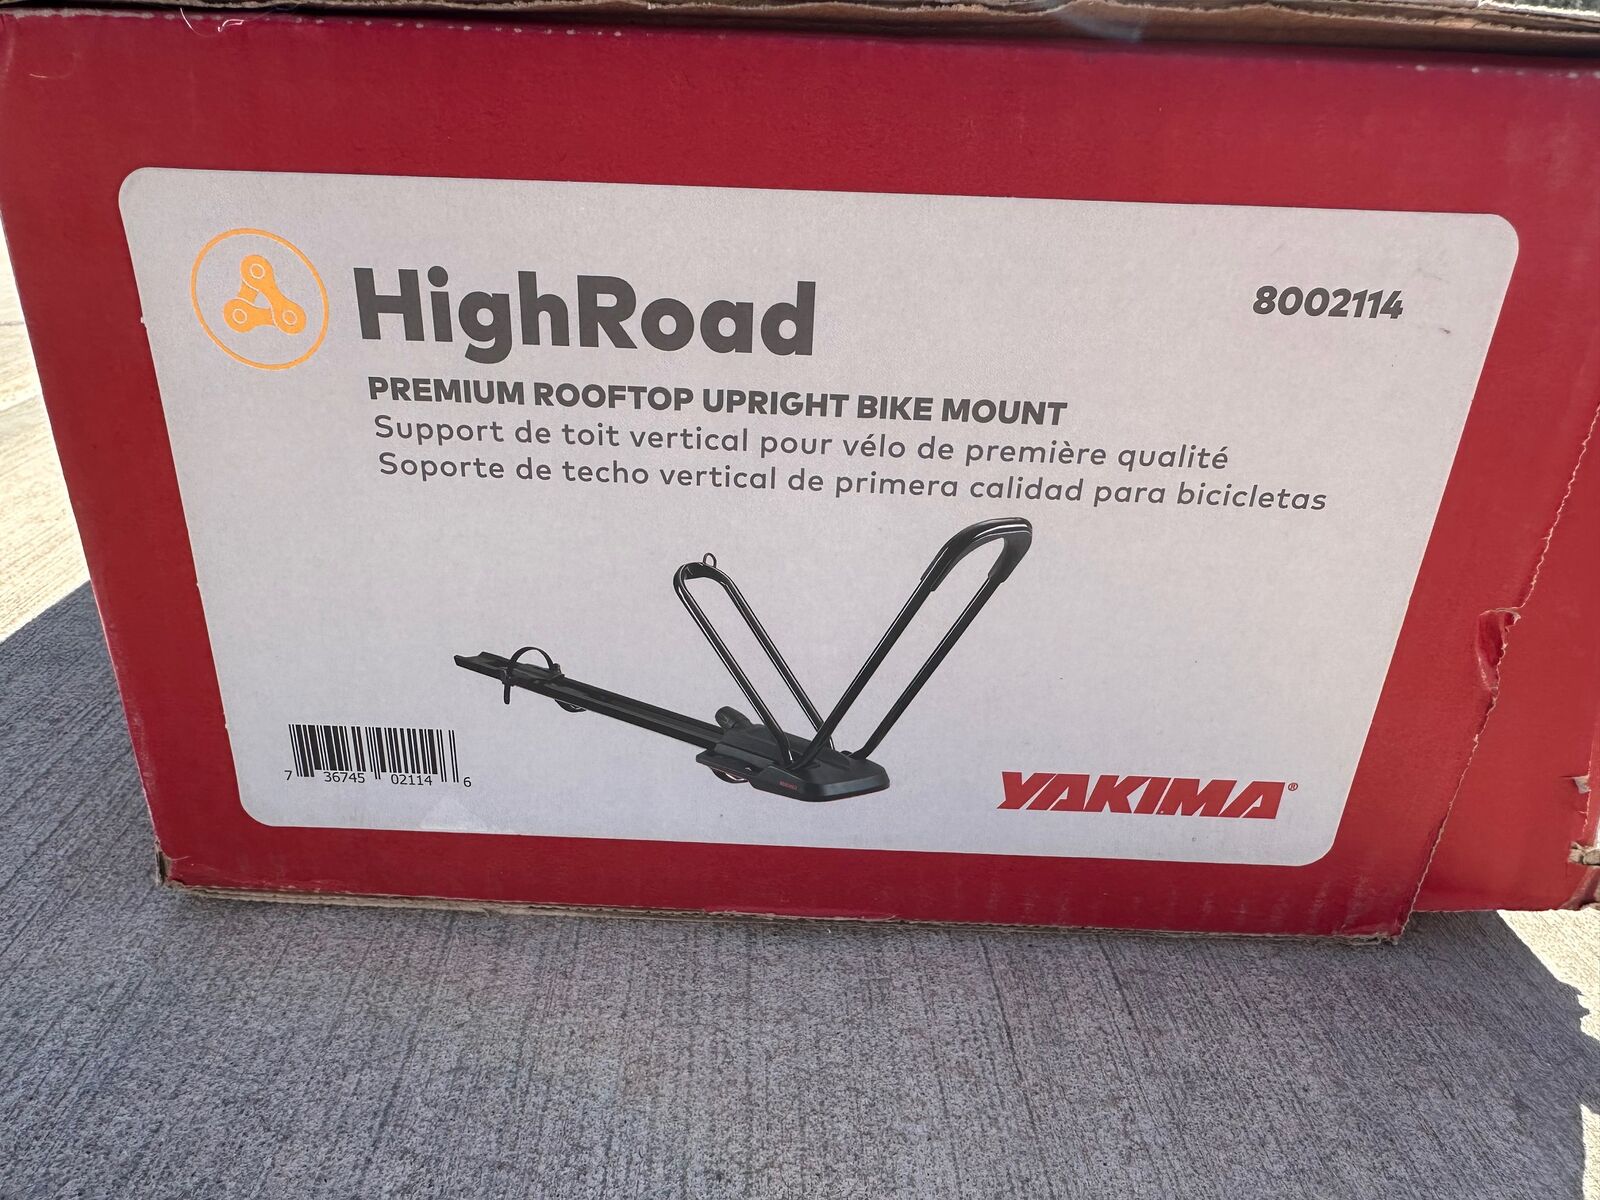 HighRoad
8002114
PREMIUM ROOFTOP UPRIGHT BIKE MOUNT
Support de toit vertical pour vélo de première qualité
Soporte de techo vertical de primera calidad para bicicletas
7 36745 02114 6
YAKIMA®